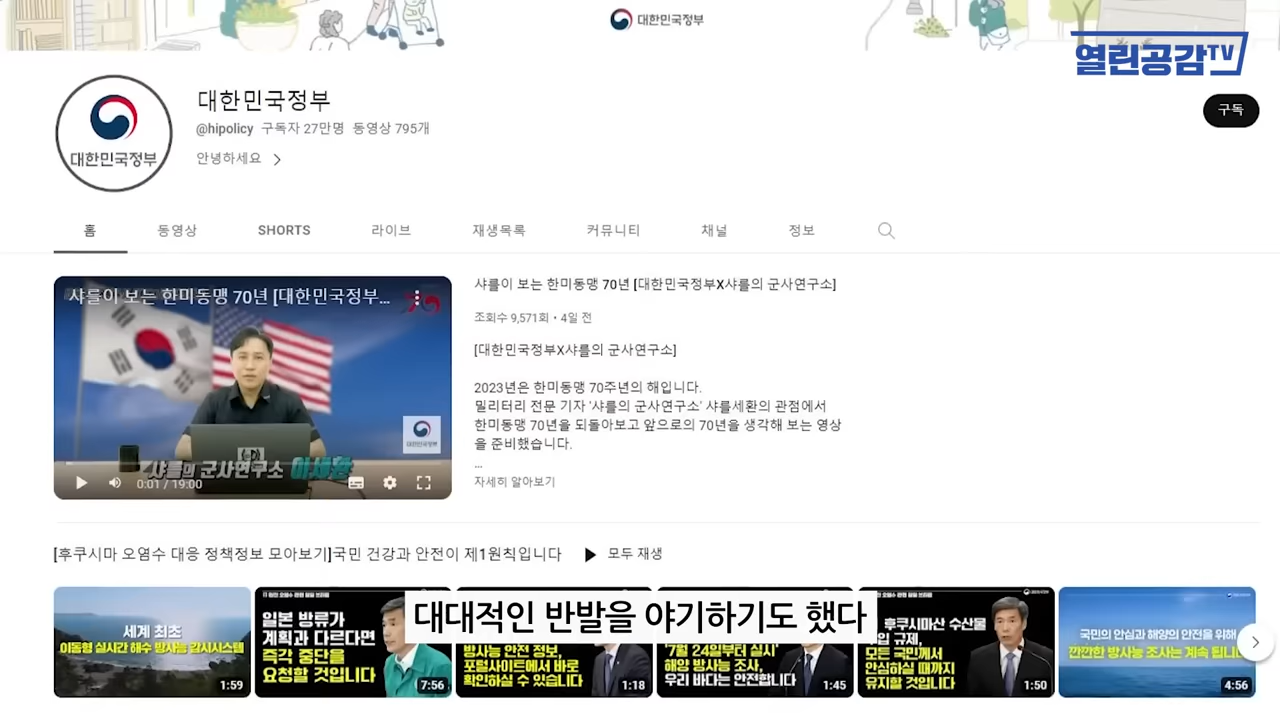 대한민국정부
열린공감TV
대한민국정부
대한민국정부
@hipolicy 구독자 27만명 동영상 795개
안녕하세요
구독
홈 동영상 SHORTS 라이브 재생목록 커뮤니티 채널 정보
샤를이 보는 한미동맹 70년 [대한민국정부...
70
대한민국정부
샤를의 군사연구소 이세환
0:01 / 19:00
샤를이 보는 한미동맹 70년 [대한민국정부X샤를의 군사연구소]
조회수 9,571회 • 4일 전
[대한민국정부X샤를의 군사연구소]
2023년은 한미동맹 70주년의 해입니다.
밀리터리 전문 기자 '샤를의 군사연구소' 샤를세환의 관점에서
한미동맹 70년을 되돌아보고 앞으로의 70년을 생각해 보는 영상
을 준비했습니다.
...
자세히 알아보기
[후쿠시마 오염수 대응 정책정보 모아보기]국민 건강과 안전이 제1원칙입니다 모두 재생
세계 최초
이동형 실시간 해수 방사능 감시시스템
1:59
일본 방류가
계획과 다르다면
즉각 중단을
요청할 것입니다
7:56
방사능 안전 정보,
포털사이트에서 바로
확인하실 수 있습니다
1:18
'7월 24일부터 실시'
해양 방사능 조사,
우리 바다는 안전합니다
1:45
후쿠시마산 수산물
입 규제,
모든 국민께서
안심하실 때까지
유지할 것입니다
1:50
국민의 안심과 해양의 안전을 위해
깐깐한 방사능 조사는 계속 됩니
4:56
대대적인 반발을 야기하기도 했다